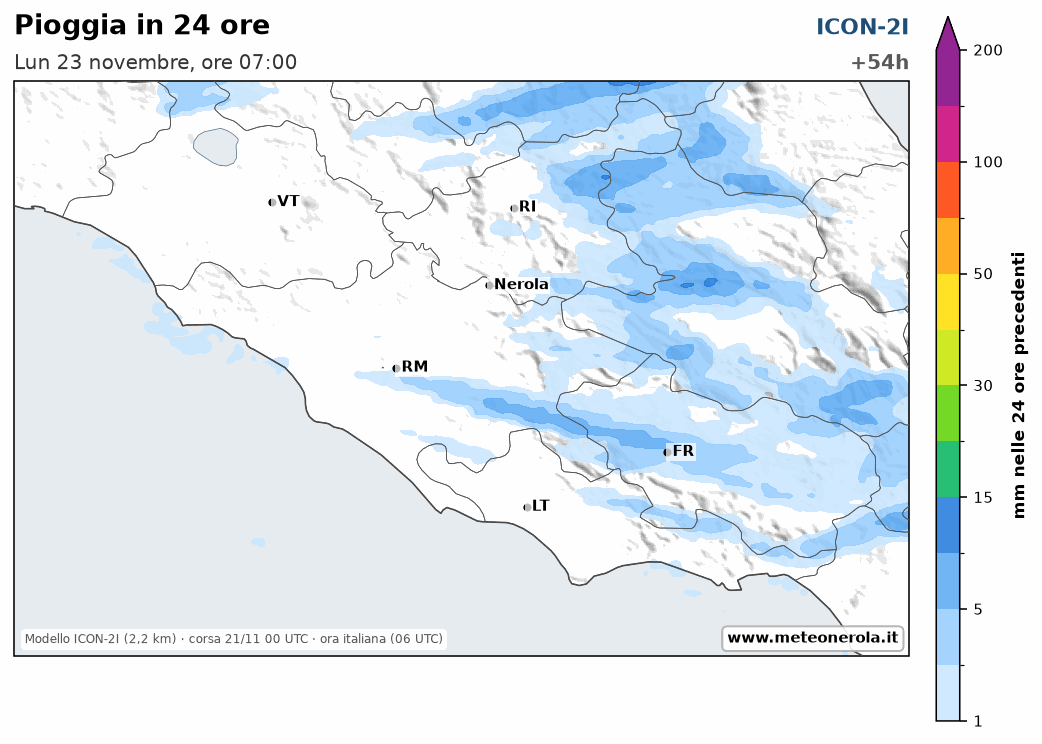 Pioggia in 24 ore
ICON-2I
Lun 23 novembre, ore 07:00
+54h
VT
RI
Nerola
RM
FR
LT
200
100
50
30
15
5
1
mm nelle 24 ore precedenti
Modello ICON-2I (2,2 km) · corsa 21/11 00 UTC · ora italiana (06 UTC)
www.meteonerola.it